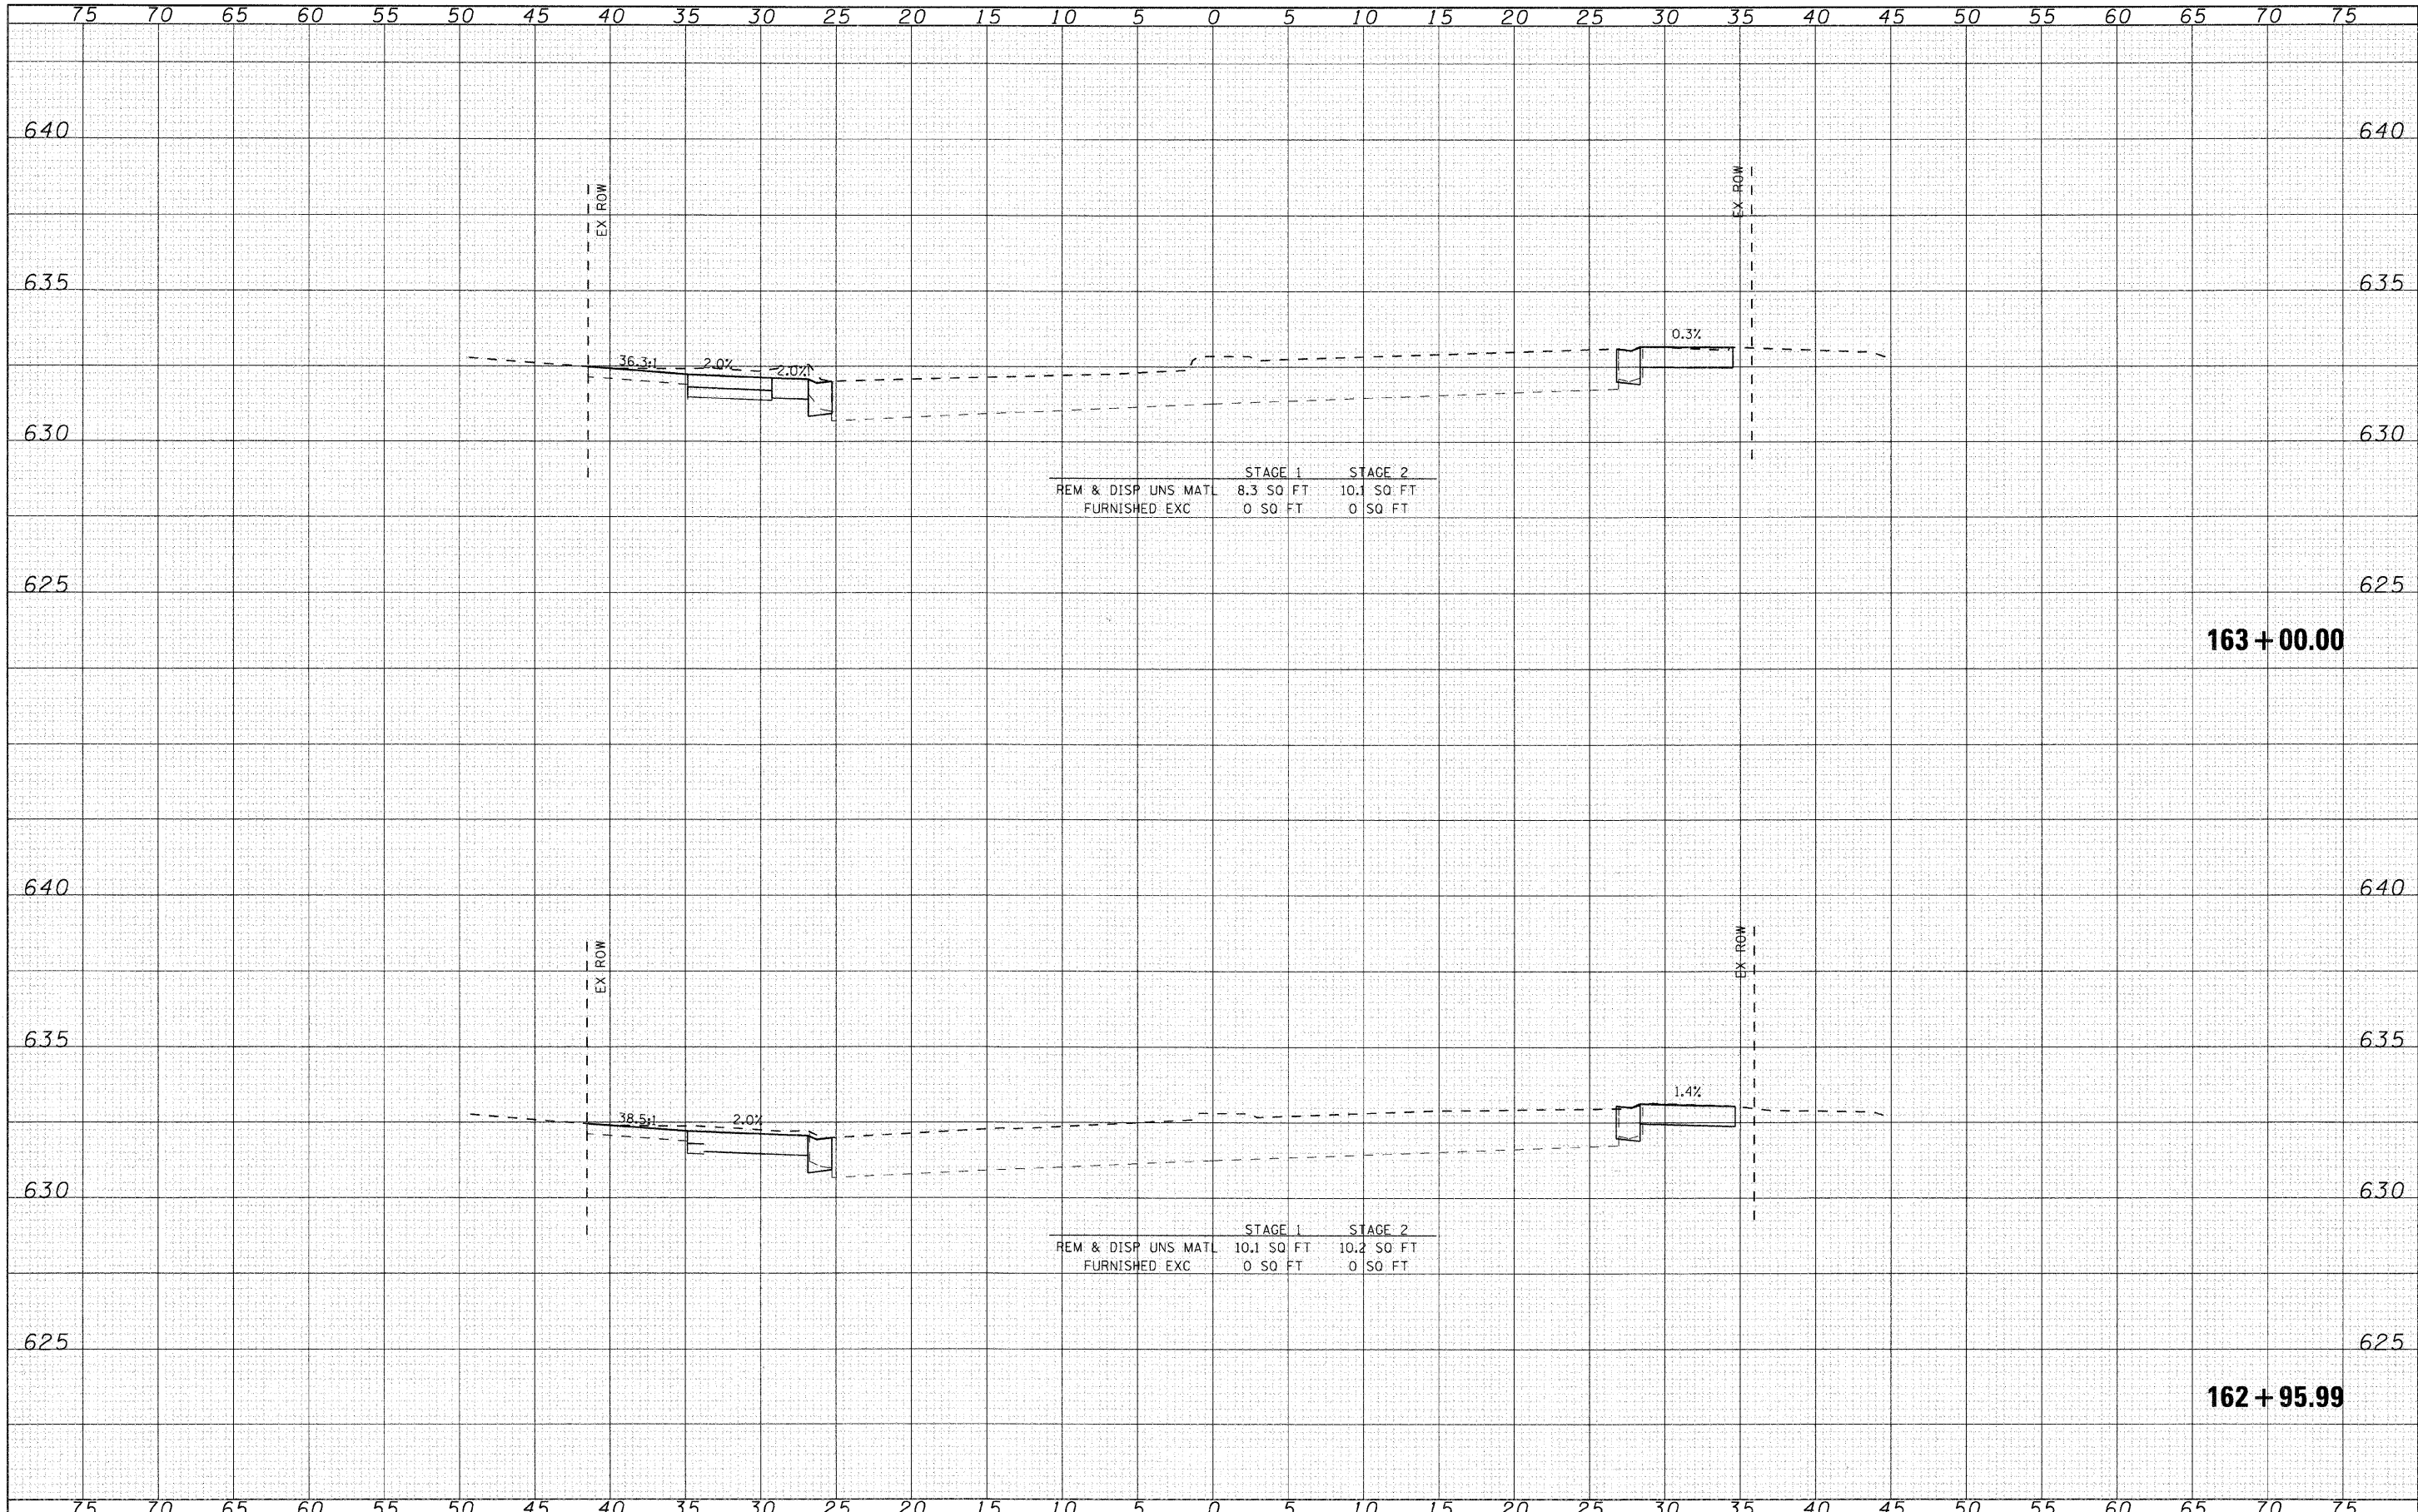 75 70 65 60 55 50 45 40 35 30 25 20 15 10 5 0 5 10 15 20 25 30 35 40 45 50 55 60 65 70 75
640 640
EX ROW EX ROW
635 635
36.3:1 2.0% 2.0% 0.3%
630 630
STAGE 1 STAGE 2
REM & DISP UNS MATL 8.3 SQ FT 10.1 SQ FT
FURNISHED EXC 0 SQ FT 0 SQ FT
625 625
163+00.00
640 640
EX ROW EX ROW
635 635
38.5:1 2.0% 1.4%
630 630
STAGE 1 STAGE 2
REM & DISP UNS MATL 10.1 SQ FT 10.2 SQ FT
FURNISHED EXC 0 SQ FT 0 SQ FT
625 625
162+95.99
75 70 65 60 55 50 45 40 35 30 25 20 15 10 5 0 5 10 15 20 25 30 35 40 45 50 55 60 65 70 75